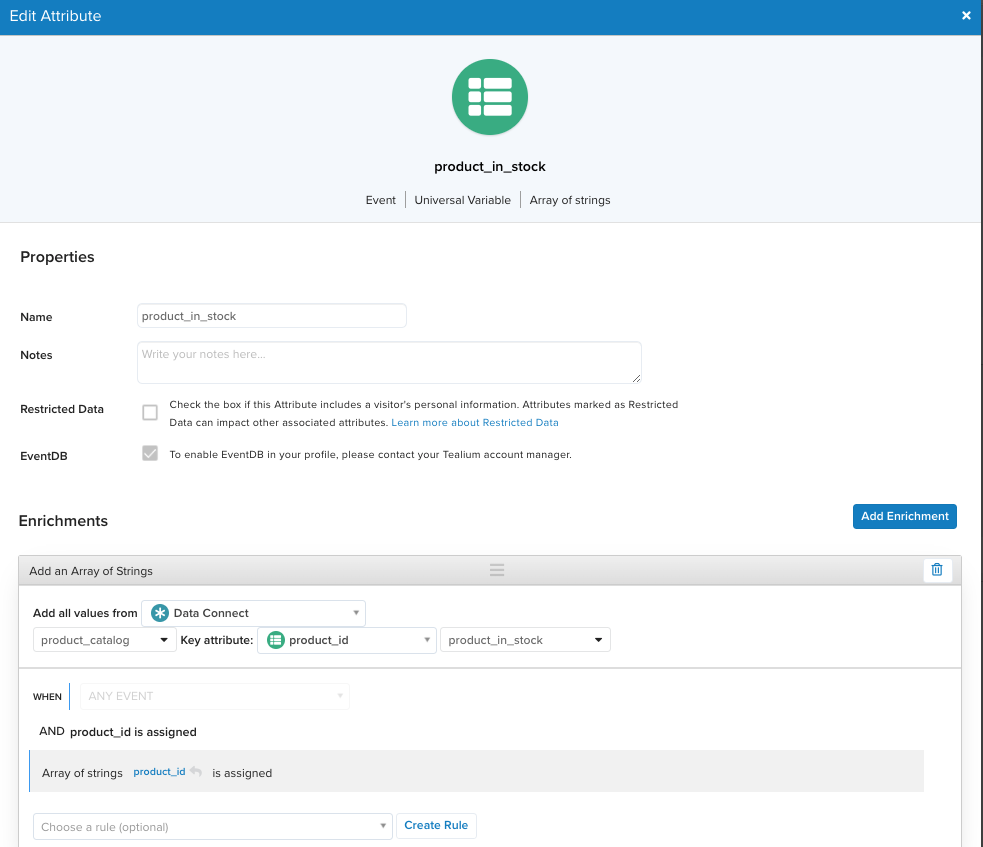 Edit Attribute ×
product_in_stock
Event | Universal Variable | Array of strings
Properties
Name product_in_stock
Notes Write your notes here...
Restricted Data Check the box if this Attribute includes a visitor's personal information. Attributes marked as Restricted
Data can impact other associated attributes. Learn more about Restricted Data
EventDB To enable EventDB in your profile, please contact your Tealium account manager.
Enrichments Add Enrichment
Add an Array of Strings
Add all values from Data Connect
product_catalog Key attribute: product_id product_in_stock
WHEN ANY EVENT
AND product_id is assigned
Array of strings product_id is assigned
Choose a rule (optional) Create Rule